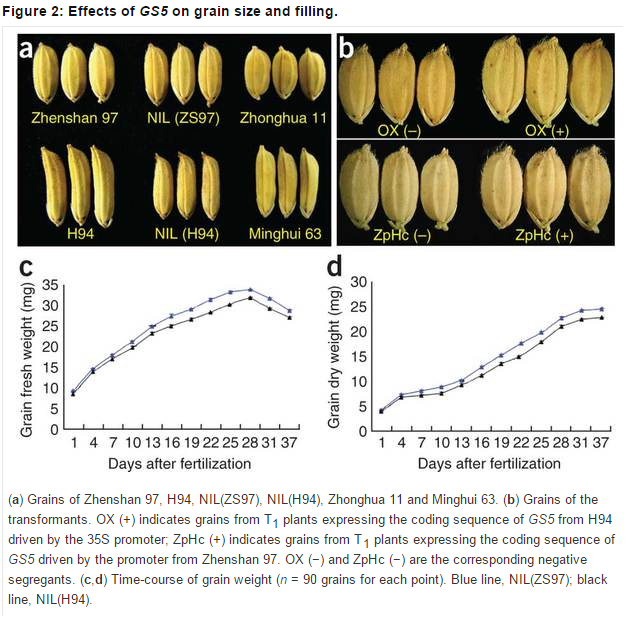 Figure 2: Effects of GS5 on grain size and filling.
a
b
Zhenshan 97 NIL (ZS97) Zhonghua 11
H94 NIL (H94) Minghui 63
OX (–) OX (+)
ZpHc (–) ZpHc (+)
c
Grain fresh weight (mg)
35
30
25
20
15
10
5
0
1 4 7 10 13 16 19 22 25 28 31 37
Days after fertilization
d
Grain dry weight (mg)
30
25
20
15
10
5
0
1 4 7 10 13 16 19 22 25 28 31 37
Days after fertilization
(a) Grains of Zhenshan 97, H94, NIL(ZS97), NIL(H94), Zhonghua 11 and Minghui 63. (b) Grains of the
transformants. OX (+) indicates grains from T1 plants expressing the coding sequence of GS5 from H94
driven by the 35S promoter; ZpHc (+) indicates grains from T1 plants expressing the coding sequence of
GS5 driven by the promoter from Zhenshan 97. OX (−) and ZpHc (−) are the corresponding negative
segregants. (c,d) Time-course of grain weight (n = 90 grains for each point). Blue line, NIL(ZS97); black
line, NIL(H94).